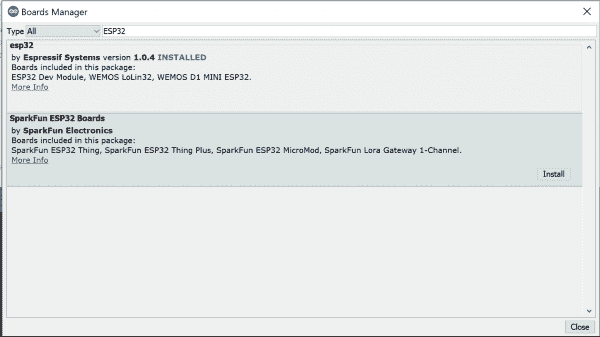 Boards Manager
Type All ESP32
esp32
by Espressif Systems version 1.0.4 INSTALLED
Boards included in this package:
ESP32 Dev Module, WEMOS LoLin32, WEMOS D1 MINI ESP32.
More Info
SparkFun ESP32 Boards
by SparkFun Electronics
Boards included in this package:
SparkFun ESP32 Thing, SparkFun ESP32 Thing Plus, SparkFun ESP32 MicroMod, SparkFun Lora Gateway 1-Channel.
More Info
Install
Close